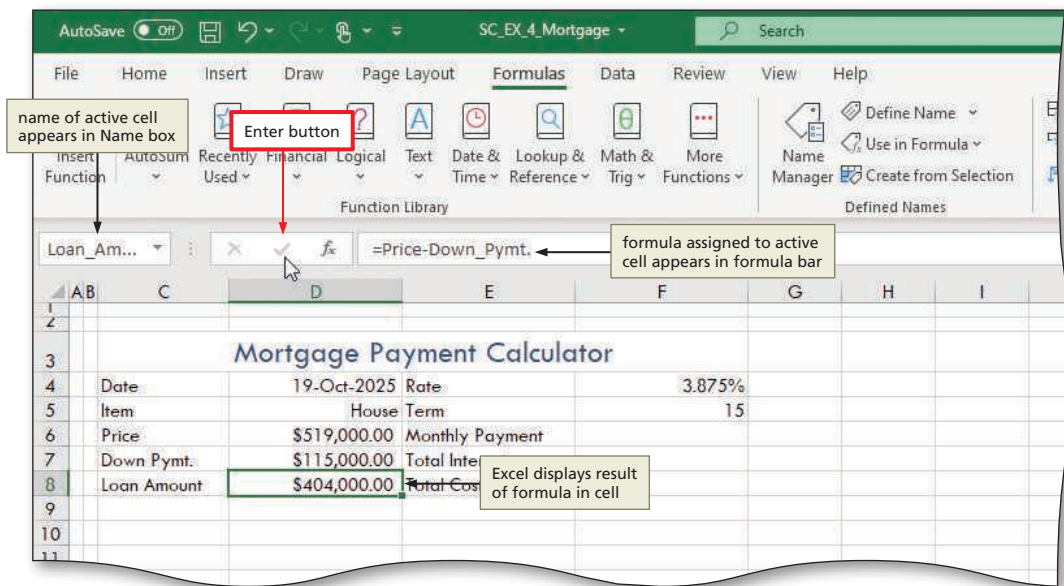 AutoSave Off SC_EX_4_Mortgage Search
File Home Insert Draw Page Layout Formulas Data Review View Help
name of active cell
appears in Name box
Enter button
Insert
Function
AutoSum
Recently
Used
Financial
Logical
Text
Date &
Time
Lookup &
Reference
Math &
Trig
More
Functions
Name
Manager
Define Name
Use in Formula
Create from Selection
Function Library Defined Names
Loan_Am... fx =Price-Down_Pymt.
formula assigned to active
cell appears in formula bar
A B C D E F G H I
1
2
3 Mortgage Payment Calculator
4 Date 19-Oct-2025 Rate 3.875%
5 Item House Term 15
6 Price $519,000.00 Monthly Payment
7 Down Pymt. $115,000.00 Total Inte
8 Loan Amount $404,000.00 Total Cos
Excel displays result
of formula in cell
9
10
11